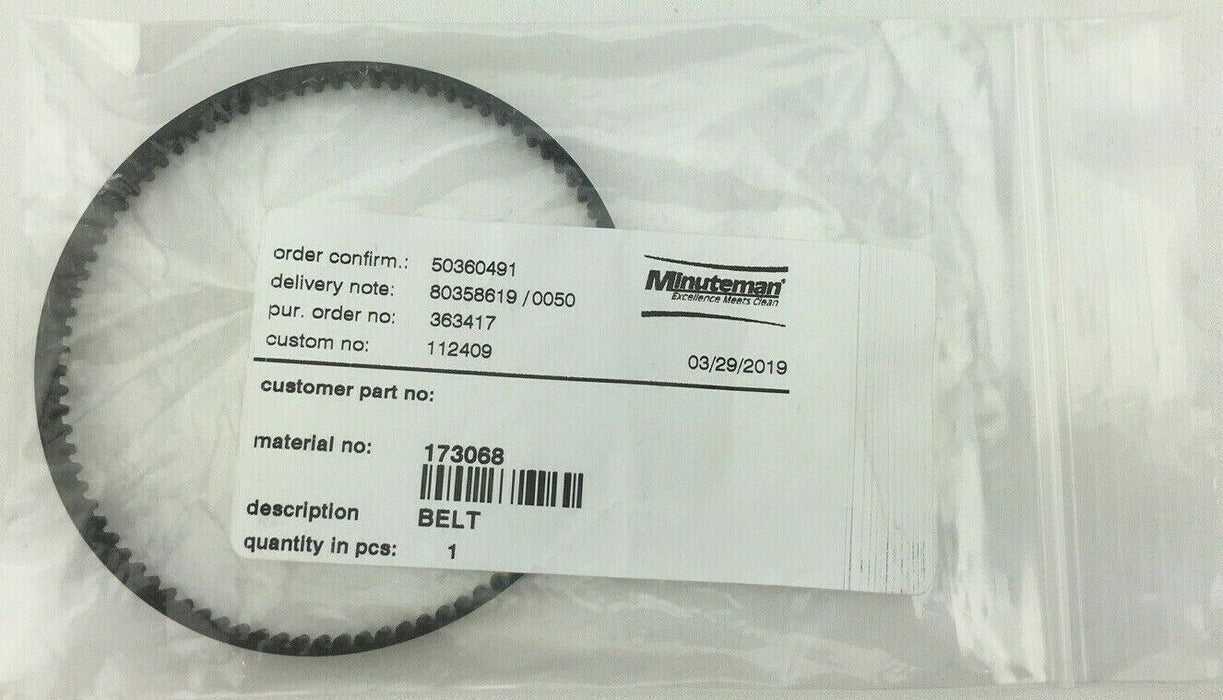 order confirm.: 50360491
delivery note: 80358619 / 0050
pur. order no: 363417
custom no: 112409
Minuteman®
Excellence Meets Clean
03/29/2019
customer part no:
material no: 173068
description BELT
quantity in pcs: 1